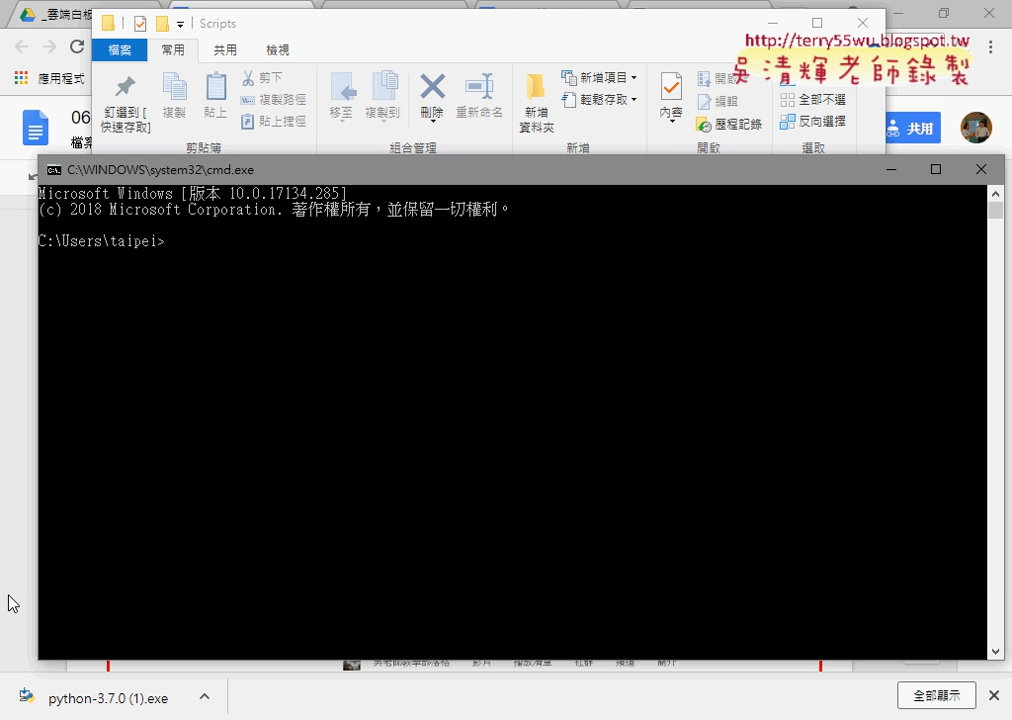 _雲端白板
Scripts
檔案 常用 共用 檢視
http://terry55wu.blogspot.tw
吳清輝老師錄製
應用程式
釘選到 [
快速存取]
複製
貼上
剪下
複製路徑
貼上捷徑
移至
複製到
刪除
重新命名
新增
資料夾
新增項目
輕鬆存取
內容
編輯
歷程記錄
全部不選
反向選擇
剪貼簿 組合管理 新增 開啟 選取
06
共用
C:\WINDOWS\system32\cmd.exe
Microsoft Windows [版本 10.0.17134.285]
(c) 2018 Microsoft Corporation. 著作權所有，並保留一切權利。
C:\Users\taipei>
python-3.7.0 (1).exe
全部顯示